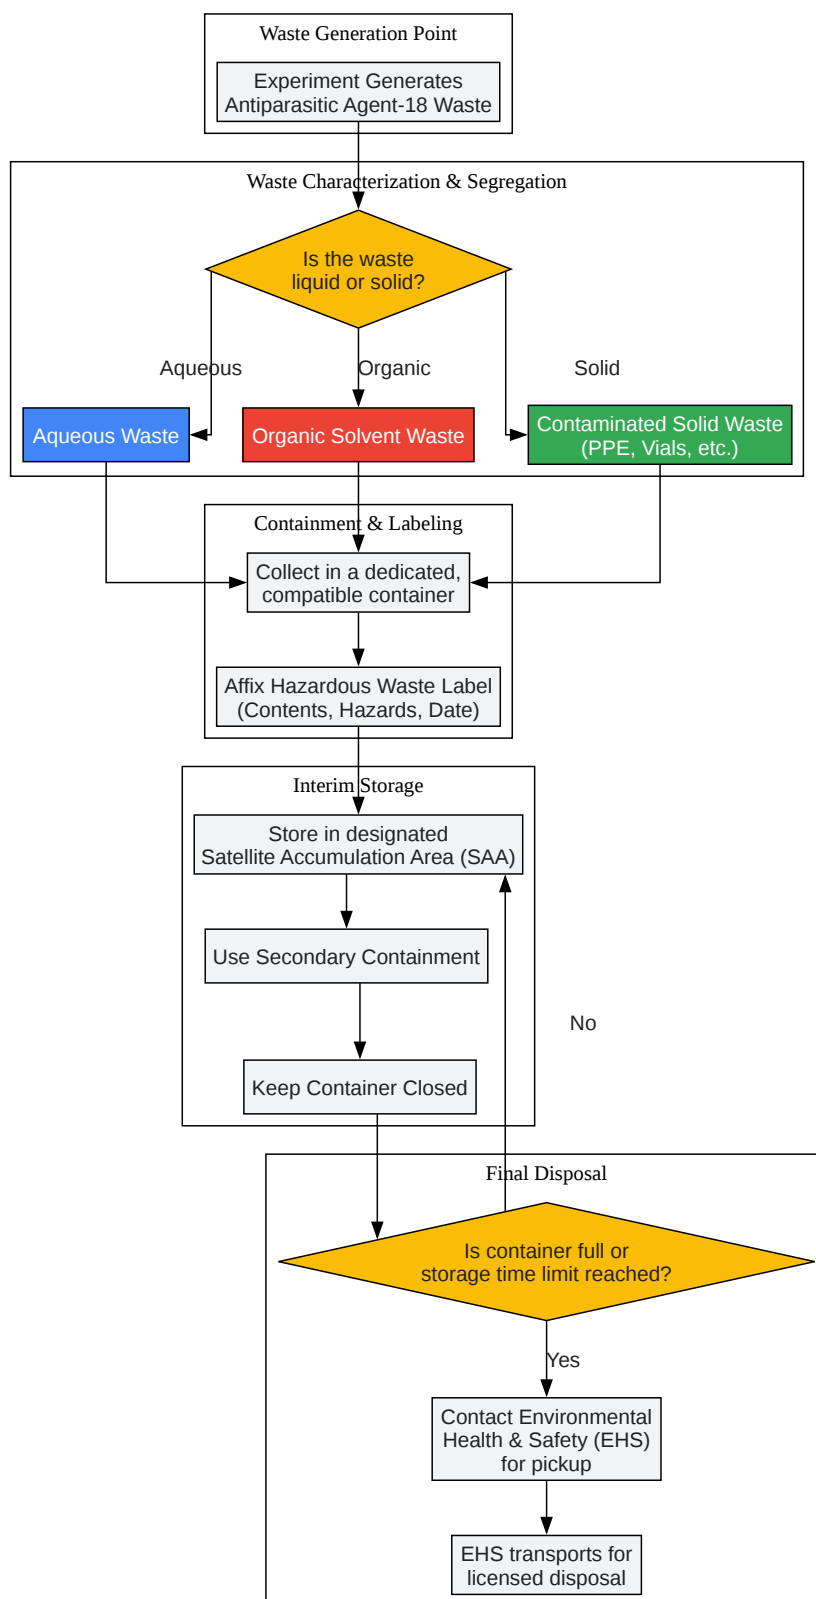 Waste Generation Point
Experiment Generates
Antiparasitic Agent-18 Waste
Waste Characterization & Segregation
Is the waste
liquid or solid?
Aqueous
Organic
Solid
Aqueous Waste
Organic Solvent Waste
Contaminated Solid Waste
(PPE, Vials, etc.)
Containment & Labeling
Collect in a dedicated,
compatible container
Affix Hazardous Waste Label
(Contents, Hazards, Date)
Interim Storage
Store in designated
Satellite Accumulation Area (SAA)
Use Secondary Containment
No
Keep Container Closed
Final Disposal
Is container full or
storage time limit reached?
Yes
Contact Environmental
Health & Safety (EHS)
for pickup
EHS transports for
licensed disposal